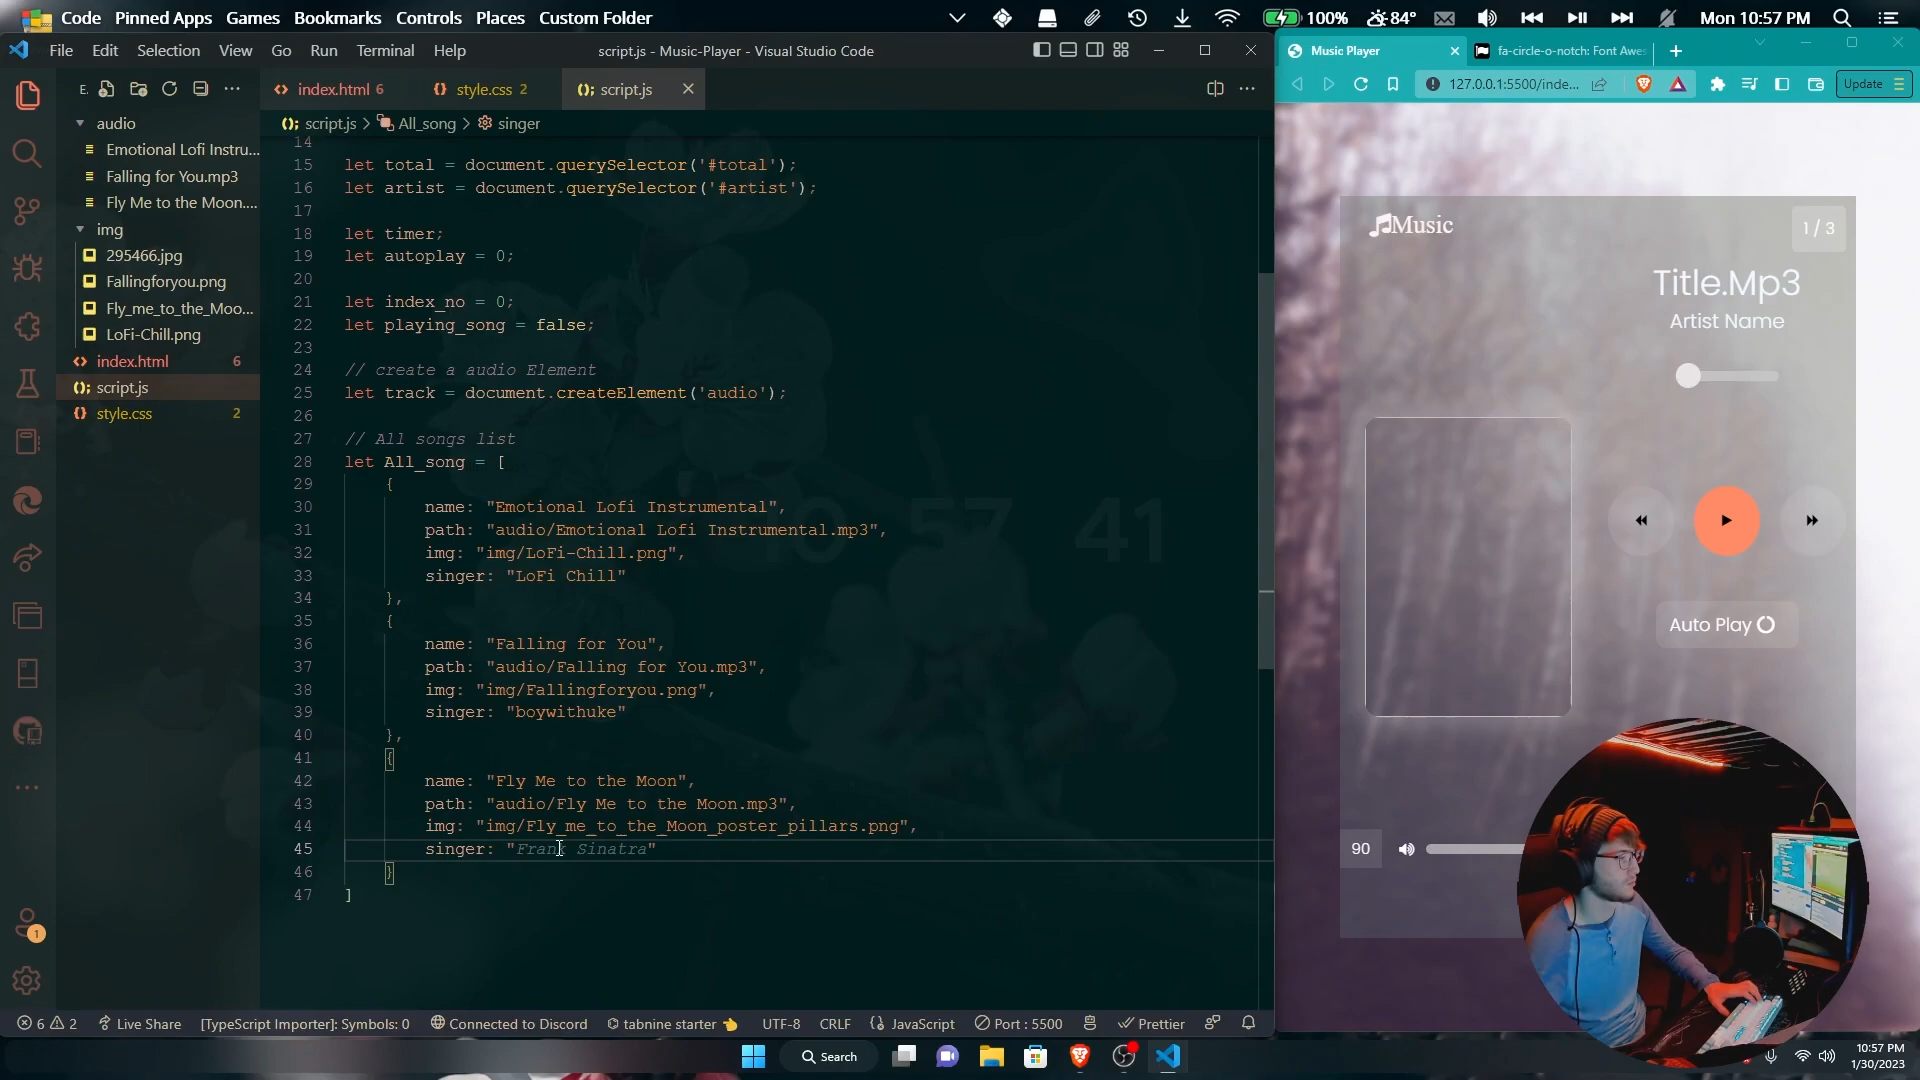 Code Pinned Apps Games Bookmarks Controls Places Custom Folder
100% 84° Mon 10:57 PM
File Edit Selection View Go Run Terminal Help
script.js - Music-Player - Visual Studio Code
E.
index.html 6
style.css 2
script.js
script.js > All_song > singer
audio
Emotional Lofi Instru...
Falling for You.mp3
Fly Me to the Moon....
img
295466.jpg
Fallingforyou.png
Fly_me_to_the_Moo...
LoFi-Chill.png
index.html 6
script.js
style.css 2
14
15 let total = document.querySelector('#total');
16 let artist = document.querySelector('#artist');
17
18 let timer;
19 let autoplay = 0;
20
21 let index_no = 0;
22 let playing_song = false;
23
24 // create a audio Element
25 let track = document.createElement('audio');
26
27 // All songs list
28 let All_song = [
29 {
30 name: "Emotional Lofi Instrumental",
31 path: "audio/Emotional Lofi Instrumental.mp3",
32 img: "img/LoFi-Chill.png",
33 singer: "LoFi Chill"
34 },
35 {
36 name: "Falling for You",
37 path: "audio/Falling for You.mp3",
38 img: "img/Fallingforyou.png",
39 singer: "boywithuke"
40 },
41 {
42 name: "Fly Me to the Moon",
43 path: "audio/Fly Me to the Moon.mp3",
44 img: "img/Fly_me_to_the_Moon_poster_pillars.png",
45 singer: "Frank Sinatra"
46 }
47 ]
10 57 41
1
6 2 Live Share [TypeScript Importer]: Symbols: 0 Connected to Discord tabnine starter UTF-8 CRLF JavaScript Port : 5500 Prettier
Music Player
fa-circle-o-notch: Font Awes
127.0.0.1:5500/inde...
Update
Music
1 / 3
Title.Mp3
Artist Name
Auto Play
90
Search
10:57 PM
1/30/2023